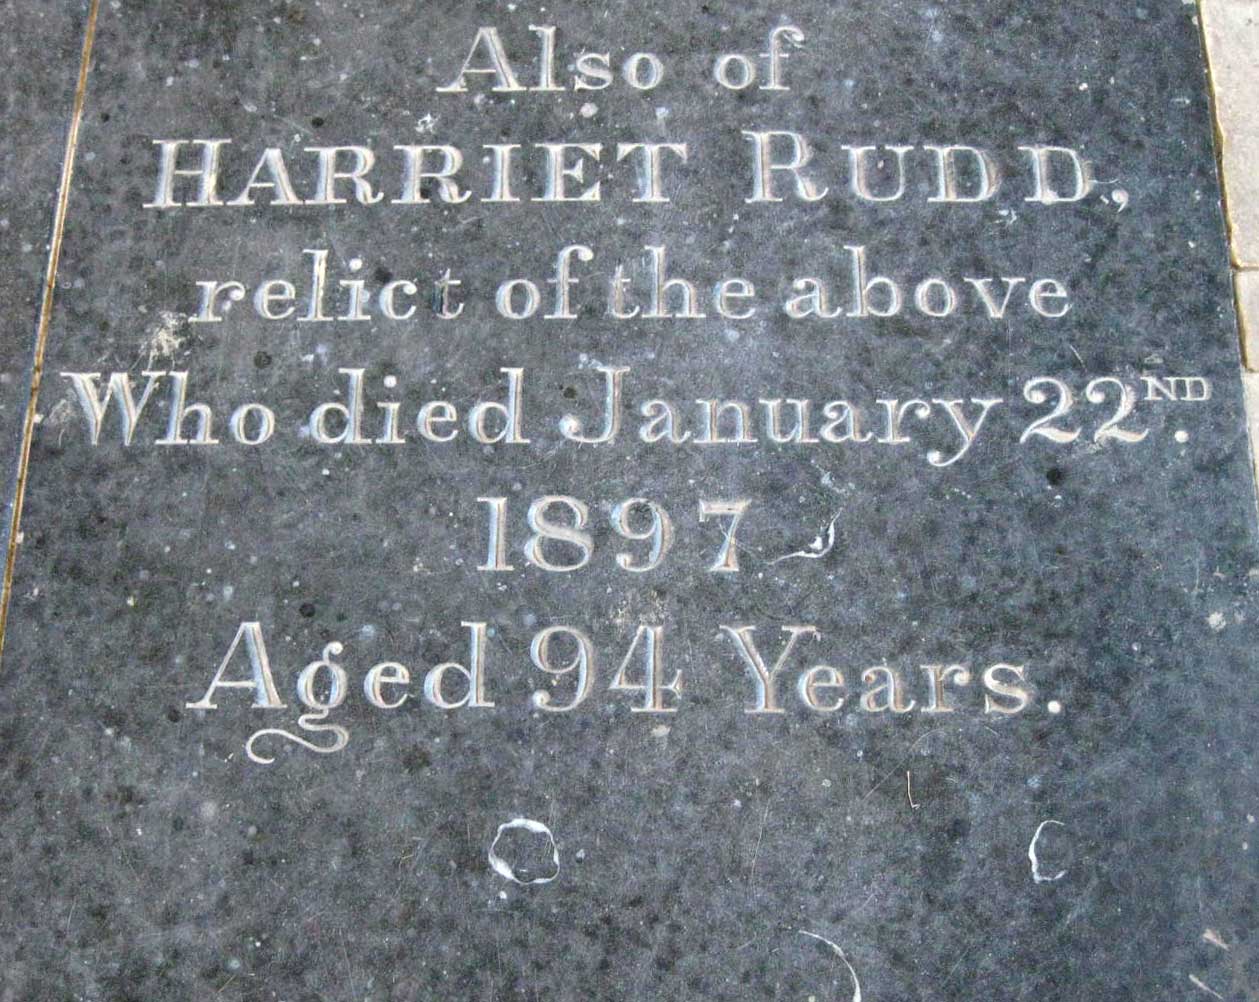 Also of
HARRIET RUDD,
relict of the above
Who died January 22ND.
1897
Aged 94 Years.